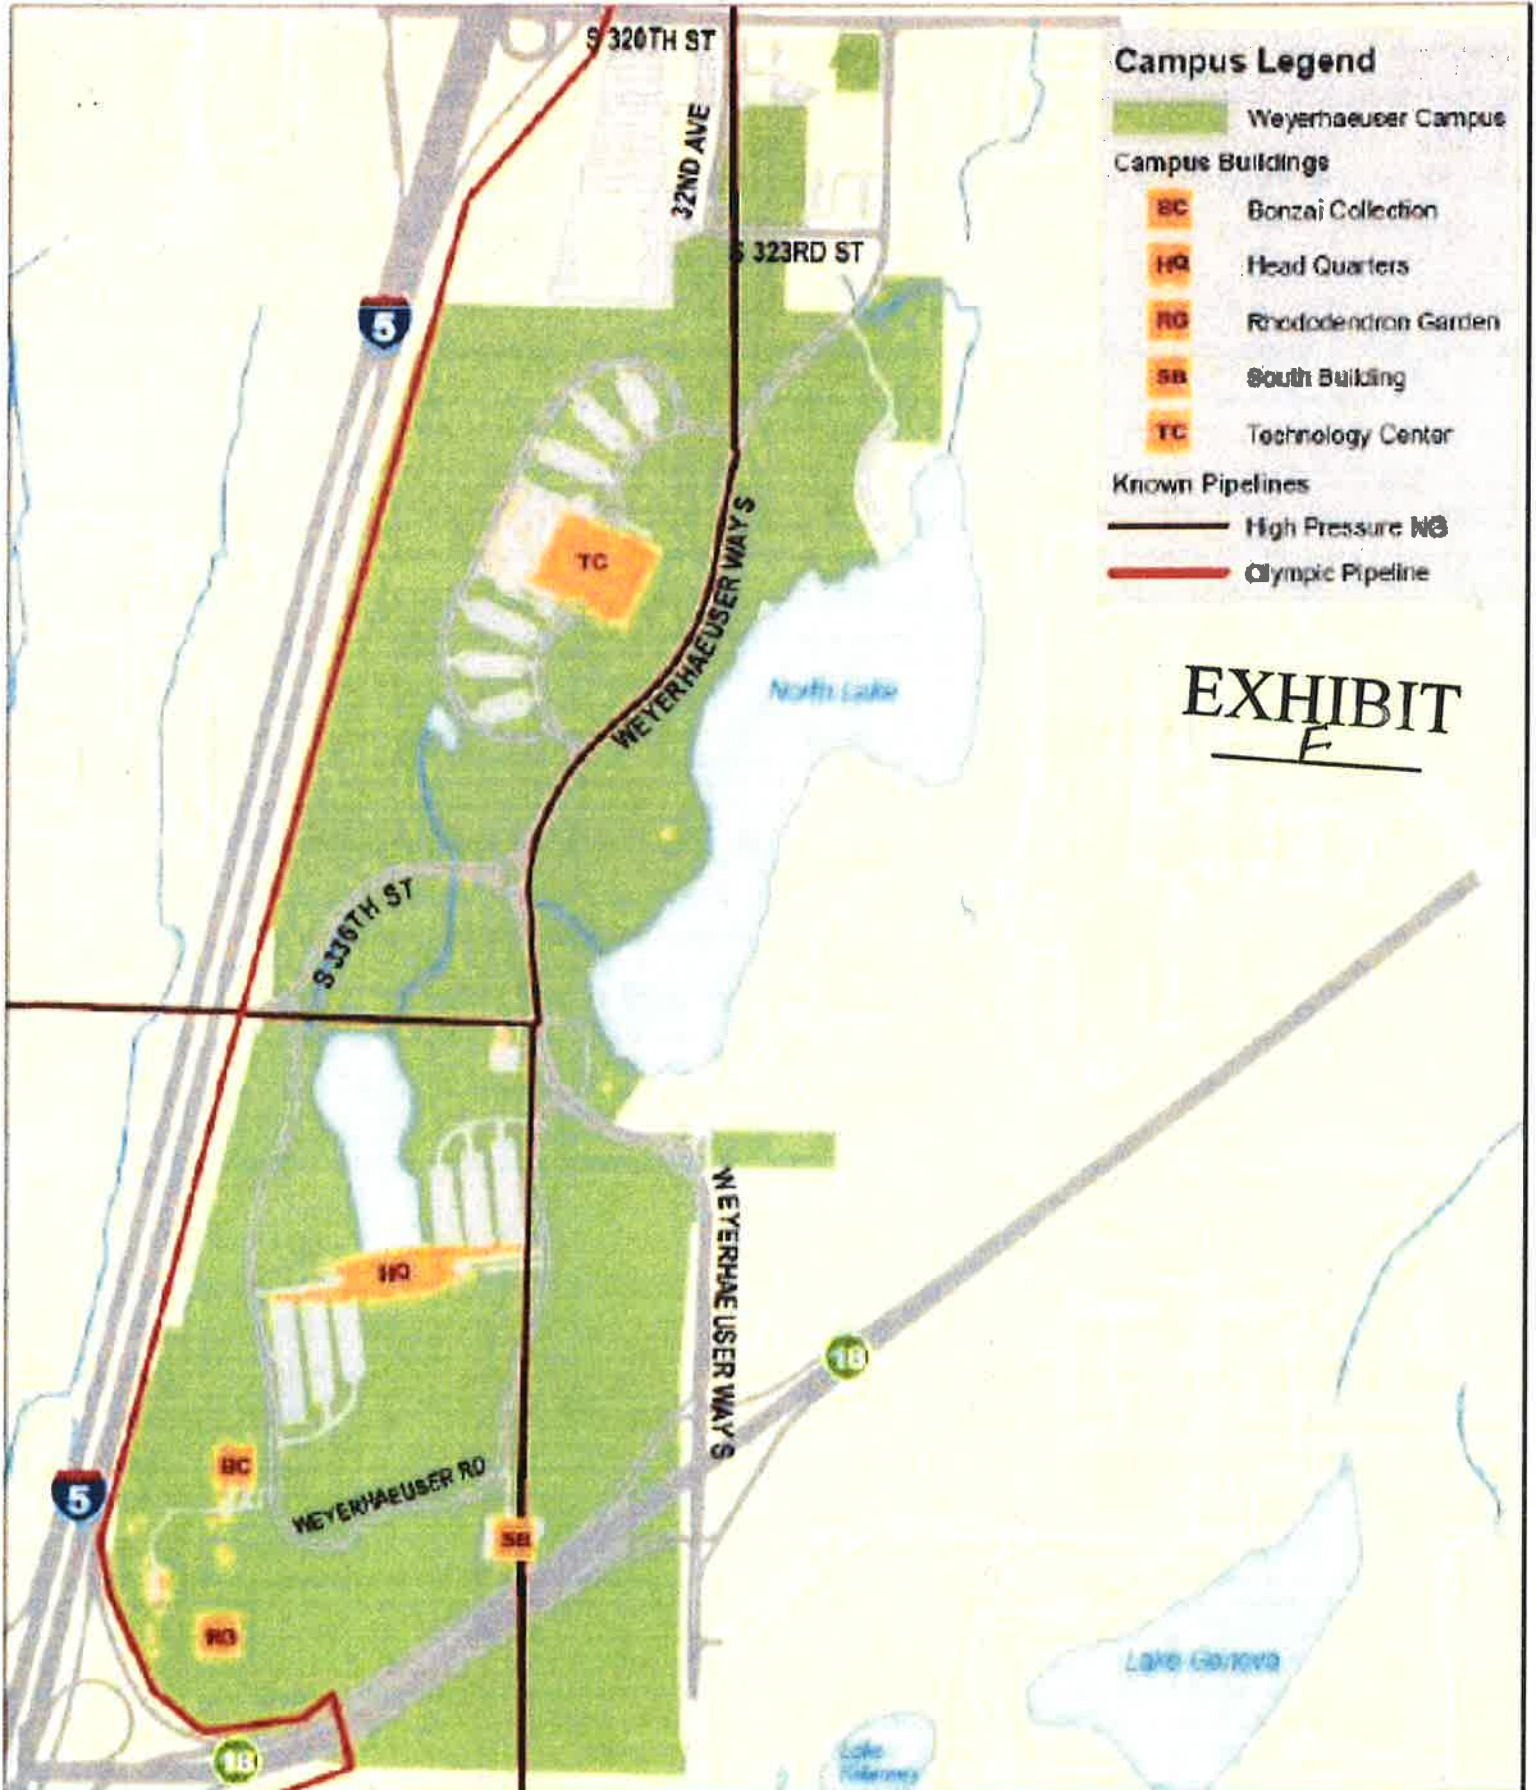 S 320TH ST
32ND AVE
S 323RD ST
5
TC
WEYERHAEUSER WAY S
North Lake
S 336TH ST
HQ
WEYERHAEUSER WAY S
18
BC
5
WEYERHAEUSER RD
SB
RG
18
Lake Geneva
Lake
Campus Legend
Weyerhaeuser Campus
Campus Buildings
BC Bonzai Collection
HQ Head Quarters
RG Rhododendron Garden
SB South Building
TC Technology Center
Known Pipelines
High Pressure NG
Olympic Pipeline
EXHIBIT
F